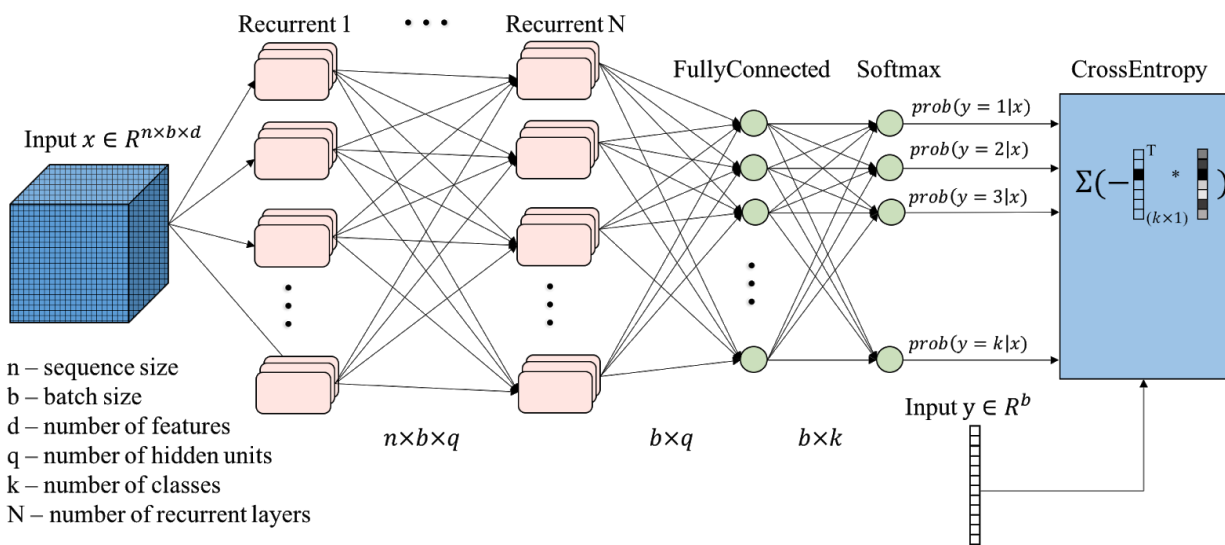 Recurrent 1 • • • Recurrent N
FullyConnected Softmax CrossEntropy
Input x ∈ R^{n×b×d}
prob(y = 1|x)
prob(y = 2|x)
prob(y = 3|x)
prob(y = k|x)
Σ(− T * )
(k×1)
n – sequence size
b – batch size
d – number of features
q – number of hidden units
k – number of classes
N – number of recurrent layers
n×b×q
b×q
b×k
Input y ∈ R^b